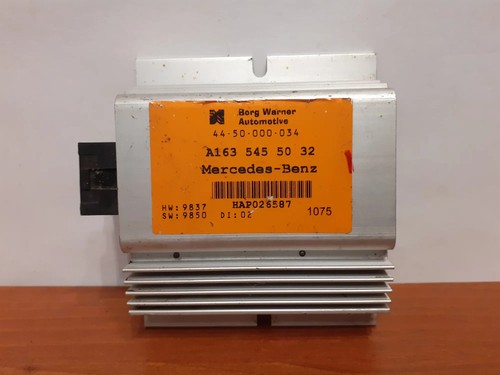 Borg Warner
Automotive
44-50-000-034
A163 545 50 32
Mercedes-Benz
HAP026587
HW:9837
SW:9850 DI:02 1075